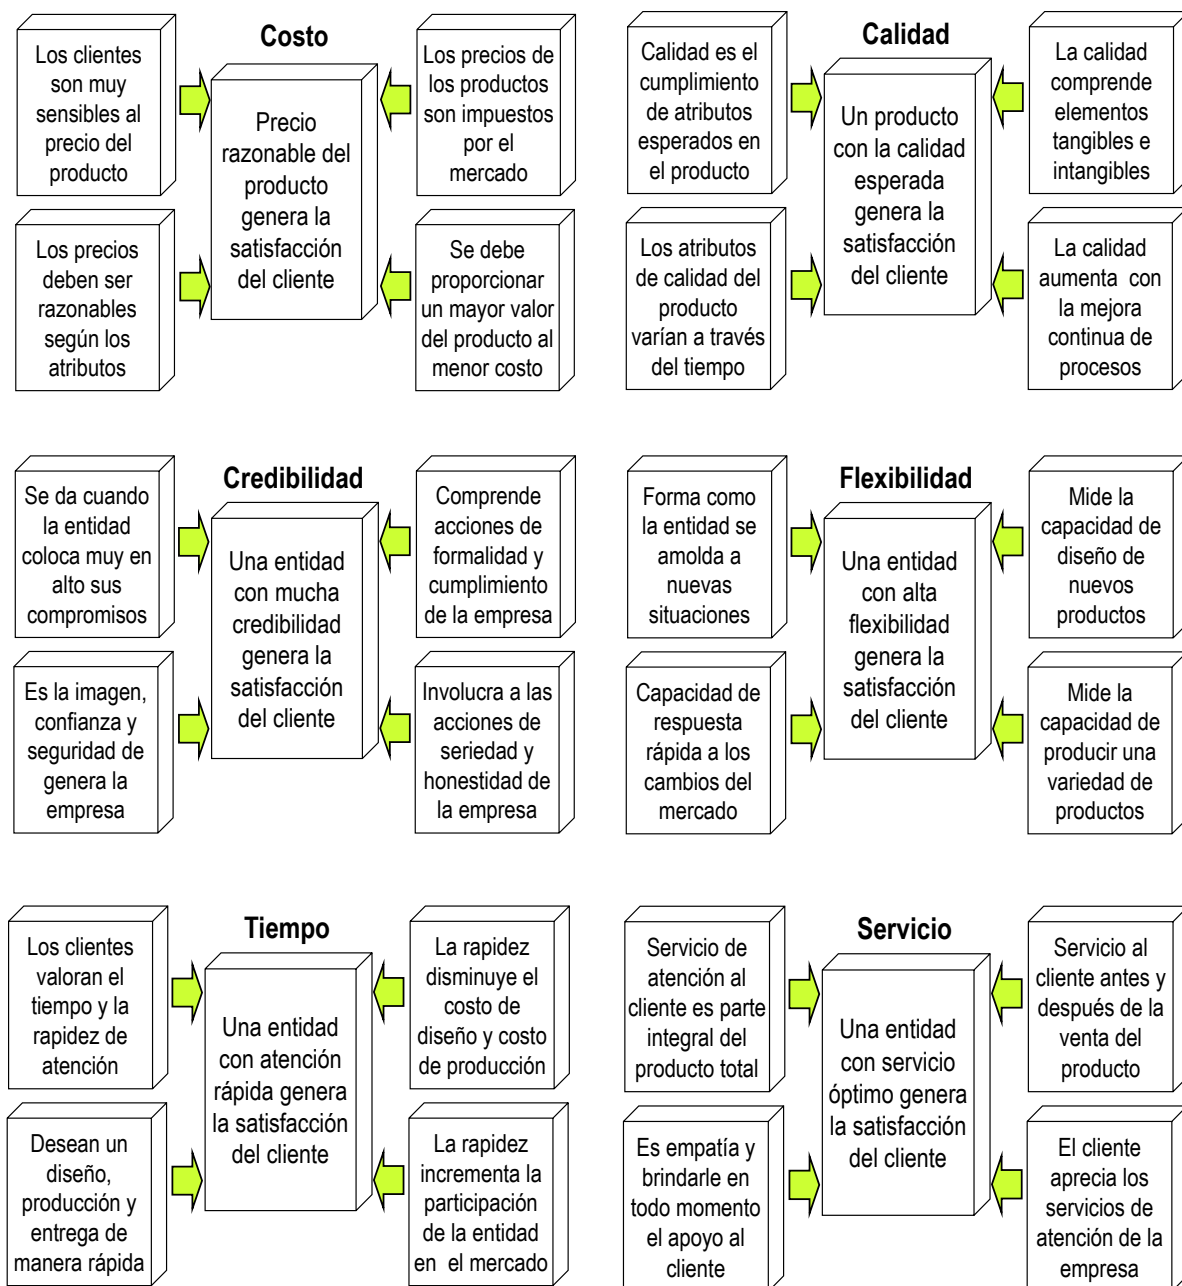 Costo
Los clientes
son muy
sensibles al
precio del
producto
Los precios
deben ser
razonables
según los
atributos
Precio
razonable del
producto
genera la
satisfacción
del cliente
Los precios de
los productos
son impuestos
por el
mercado
Se debe
proporcionar
un mayor valor
del producto al
menor costo
Calidad
Calidad es el
cumplimiento
de atributos
esperados en
el producto
Los atributos
de calidad del
producto
varían a través
del tiempo
Un producto
con la calidad
esperada
genera la
satisfacción
del cliente
La calidad
comprende
elementos
tangibles e
intangibles
La calidad
aumenta con
la mejora
continua de
procesos
Credibilidad
Se da cuando
la entidad
coloca muy en
alto sus
compromisos
Es la imagen,
confianza y
seguridad de
genera la
empresa
Una entidad
con mucha
credibilidad
genera la
satisfacción
del cliente
Comprende
acciones de
formalidad y
cumplimiento
de la empresa
Involucra a las
acciones de
seriedad y
honestidad de
la empresa
Flexibilidad
Forma como
la entidad se
amolda a
nuevas
situaciones
Capacidad de
respuesta
rápida a los
cambios del
mercado
Una entidad
con alta
flexibilidad
genera la
satisfacción
del cliente
Mide la
capacidad de
diseño de
nuevos
productos
Mide la
capacidad de
producir una
variedad de
productos
Tiempo
Los clientes
valoran el
tiempo y la
rapidez de
atención
Desean un
diseño,
producción y
entrega de
manera rápida
Una entidad
con atención
rápida genera
la satisfacción
del cliente
La rapidez
disminuye el
costo de
diseño y costo
de producción
La rapidez
incrementa la
participación
de la entidad
en el mercado
Servicio
Servicio de
atención al
cliente es parte
integral del
producto total
Es empatía y
brindarle en
todo momento
el apoyo al
cliente
Una entidad
con servicio
óptimo genera
la satisfacción
del cliente
Servicio al
cliente antes y
después de la
venta del
producto
El cliente
aprecia los
servicios de
atención de la
empresa